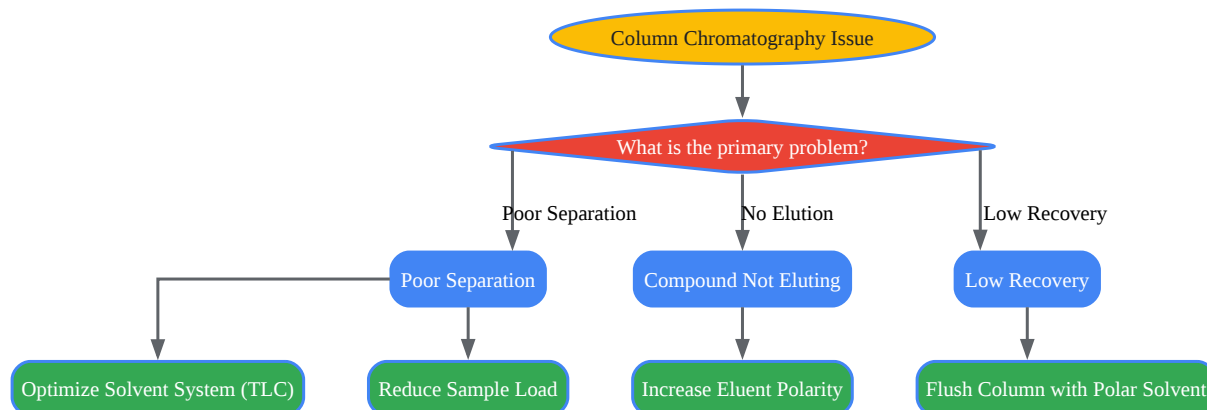 Column Chromatography Issue
What is the primary problem?
Poor Separation
No Elution
Low Recovery
Poor Separation
Compound Not Eluting
Low Recovery
Optimize Solvent System (TLC)
Reduce Sample Load
Increase Eluent Polarity
Flush Column with Polar Solvent